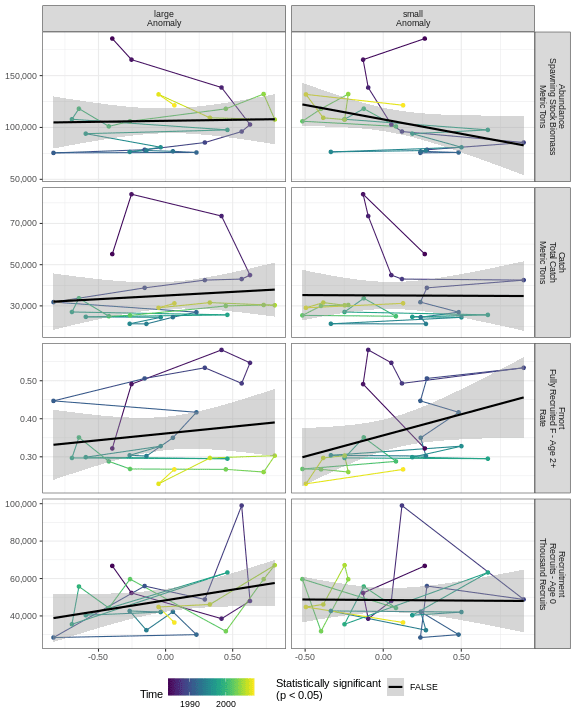 large
Anomaly
small
Anomaly
150,000
100,000
50,000
Abundance
Spawning Stock Biomass
Metric Tons
70,000
50,000
30,000
Catch
Total Catch
Metric Tons
0.50
0.40
0.30
Fmort
Fully Recruited F - Age 2+
Rate
100,000
80,000
60,000
40,000
Recruitment
Recruits - Age 0
Thousand Recruits
-0.50
0.00
0.50
-0.50
0.00
0.50
Time
1990
2000
Statistically significant
(p < 0.05)
FALSE